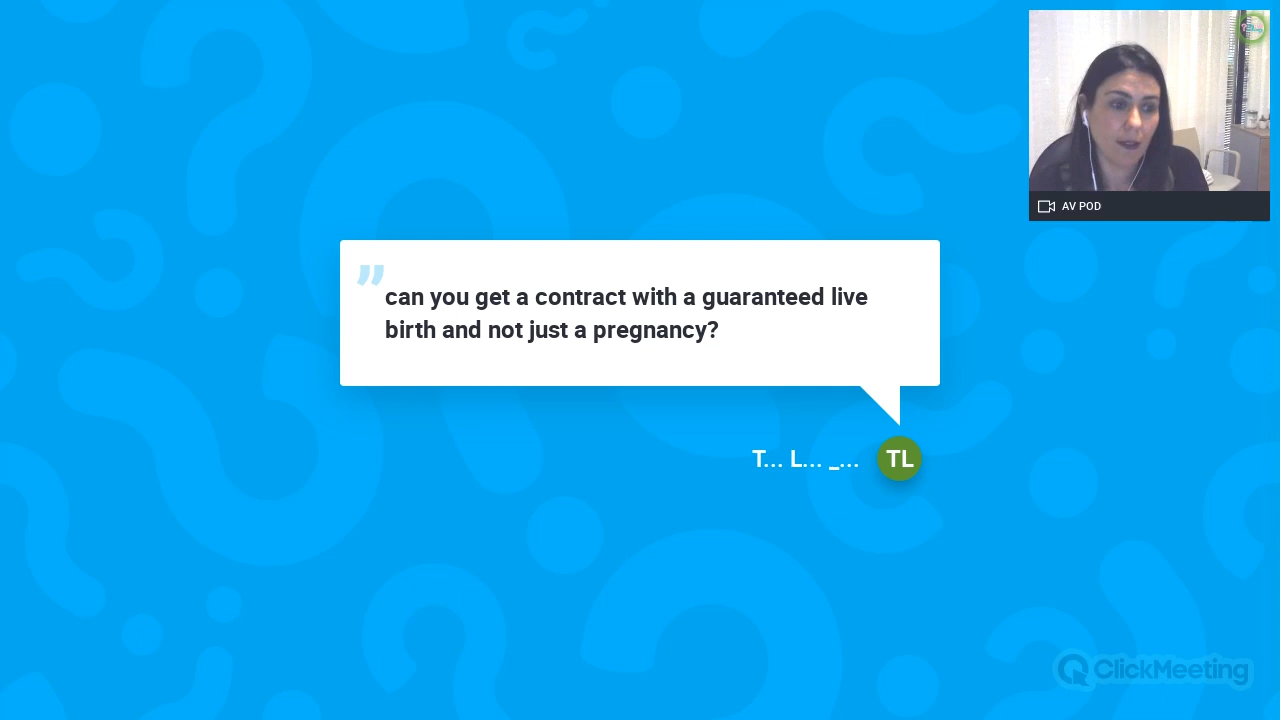 AV POD
”
can you get a contract with a guaranteed live
birth and not just a pregnancy?
T... L... _...
TL
ClickMeeting